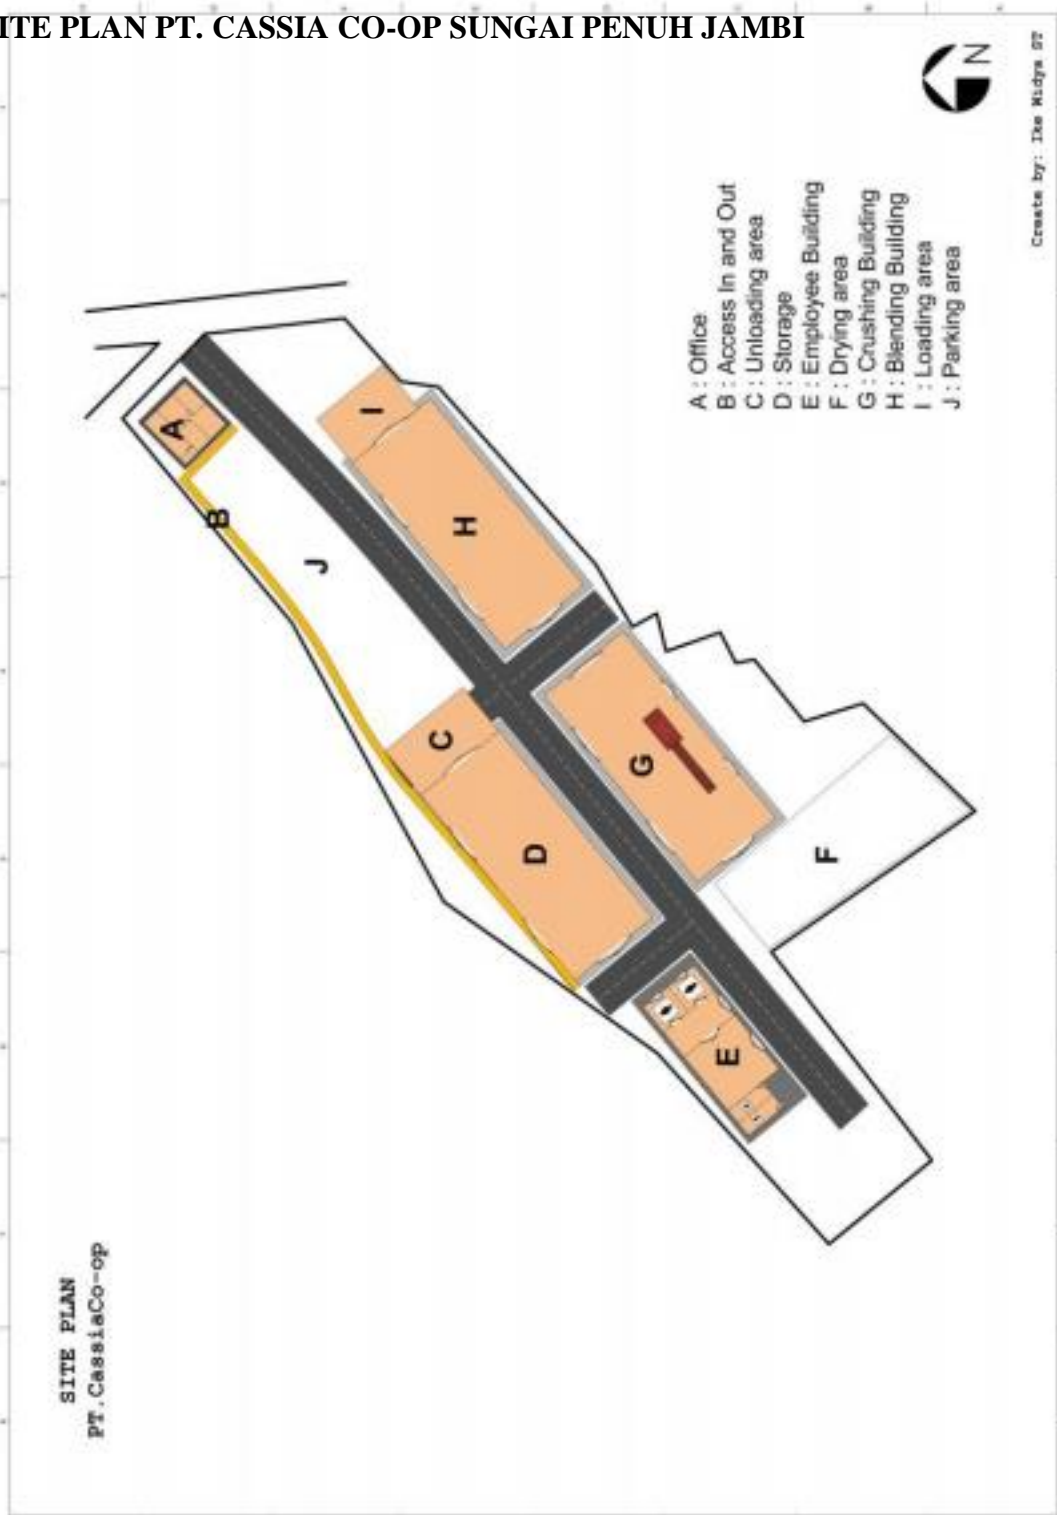 ITE PLAN PT. CASSIA CO-OP SUNGAI PENUH JAMBI
SITE PLAN
PT.CassiaCo-op
A
B
J
I
H
C
D
G
F
E
A : Office
B : Access In and Out
C : Unloading area
D : Storage
E : Employee Building
F : Drying area
G : Crushing Building
H : Blending Building
I : Loading area
J : Parking area
N
Create by: Ike Widya ST